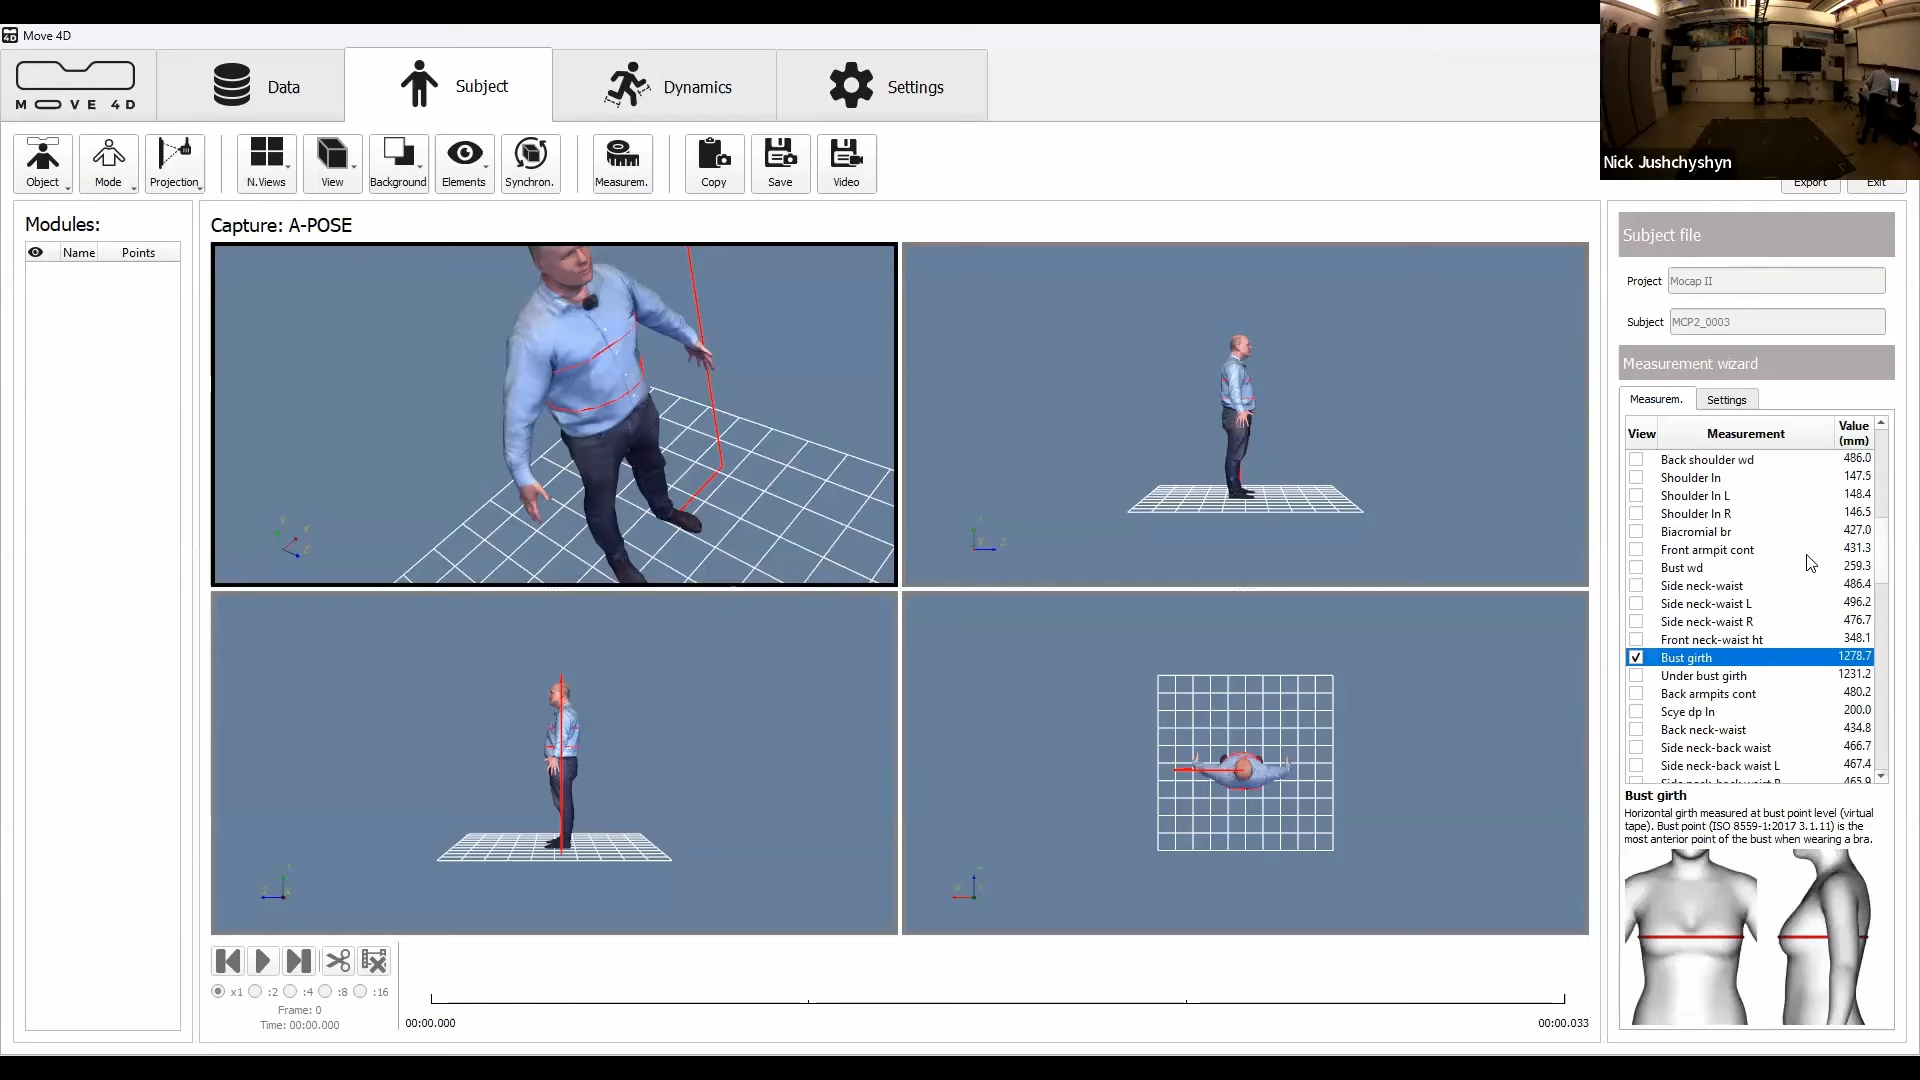 Move 4D
MOVE 4D
Data
Subject
Dynamics
Settings
Nick Jushchyshyn
Object
Mode
Projection
N.Views
View
Background
Elements
Synchron.
Measurem.
Copy
Save
Video
Export
Exit
Modules:
Name
Points
Capture: A-POSE
Subject file
Project
Mocap II
Subject
MCP2_0003
Measurement wizard
Measurem.
Settings
View Measurement Value (mm)
Back shoulder wd 486.0
Shoulder ln 147.5
Shoulder ln L 148.4
Shoulder ln R 146.5
Biacromial br 427.0
Front armpit cont 431.3
Bust wd 259.3
Side neck-waist 486.4
Side neck-waist L 496.2
Side neck-waist R 476.7
Front neck-waist ht 348.1
Bust girth 1278.7
Under bust girth 1231.2
Back armpits cont 480.2
Scye dp ln 200.0
Back neck-waist 434.8
Side neck-back waist 466.7
Side neck-back waist L 467.4
Side neck-back waist R 465.9
Bust girth
Horizontal girth measured at bust point level (virtual
tape). Bust point (ISO 8559-1:2017 3.1.11) is the
most anterior point of the bust when wearing a bra.
x1 :2 :4 :8 :16
Frame: 0
Time: 00:00.000
00:00.000
00:00.033